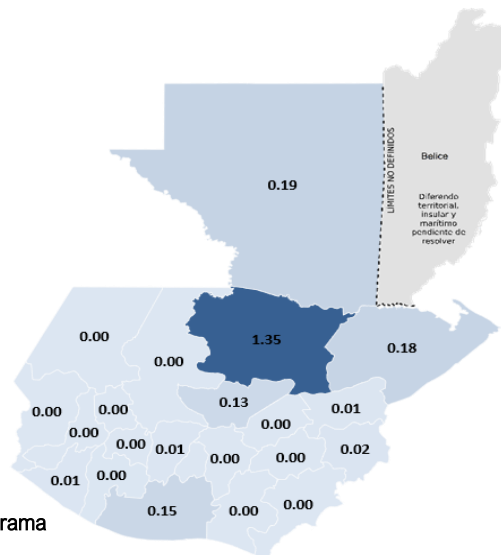 LÍMITES NO DEFINIDOS
Belice
Diferendo
territorial,
insular y
marítimo
pendiente de
resolver
0.19
0.00
0.00
1.35
0.18
0.13
0.00
0.00
0.01
0.00
0.00
0.00
0.01
0.00
0.00
0.02
0.01
0.00
0.15
0.00
0.00
rama